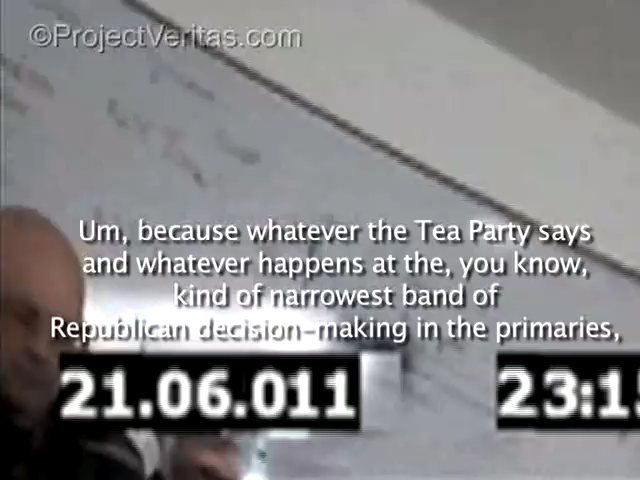 ©ProjectVeritas.com
Um, because whatever the Tea Party says
and whatever happens at the, you know,
kind of narrowest band of
Republican decision-making in the primaries,
21.06.011 23:15